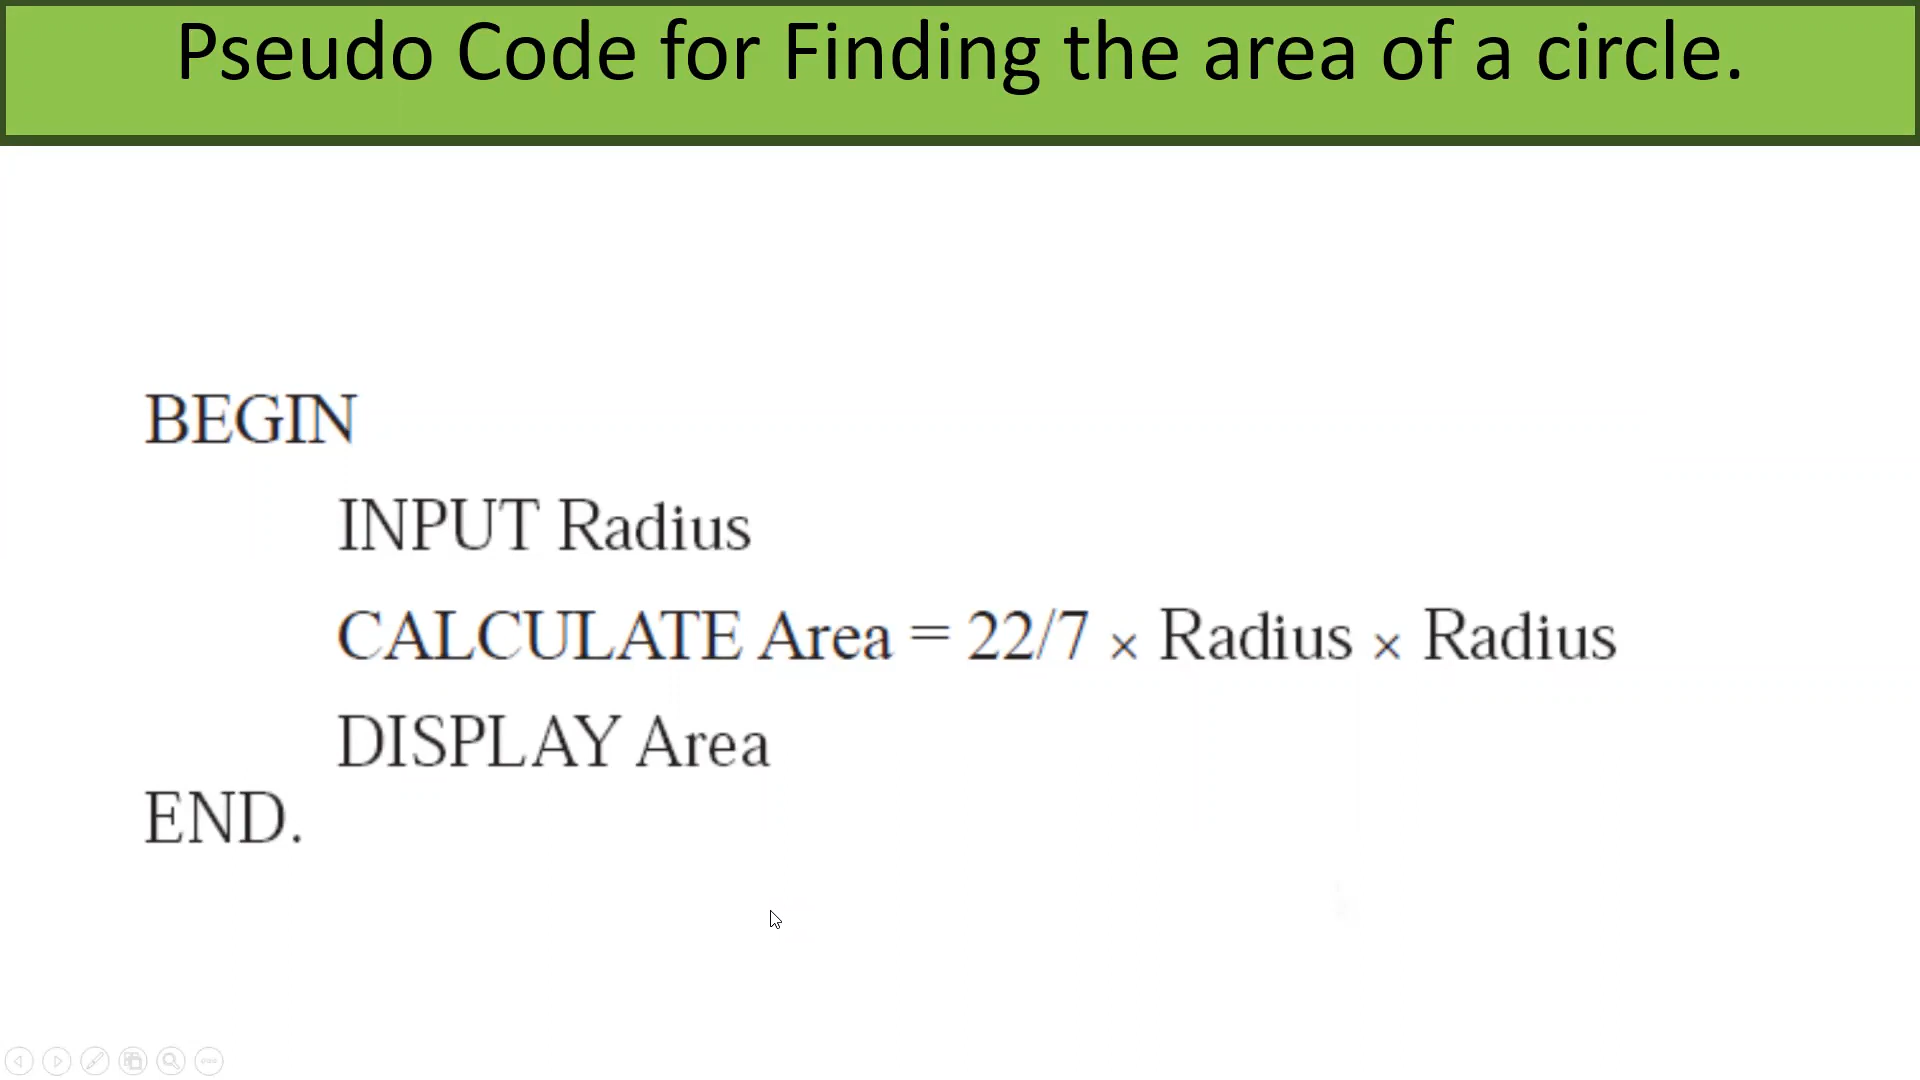 Pseudo Code for Finding the area of a circle.
BEGIN
INPUT Radius
CALCULATE Area = 22/7 × Radius × Radius
DISPLAY Area
END.